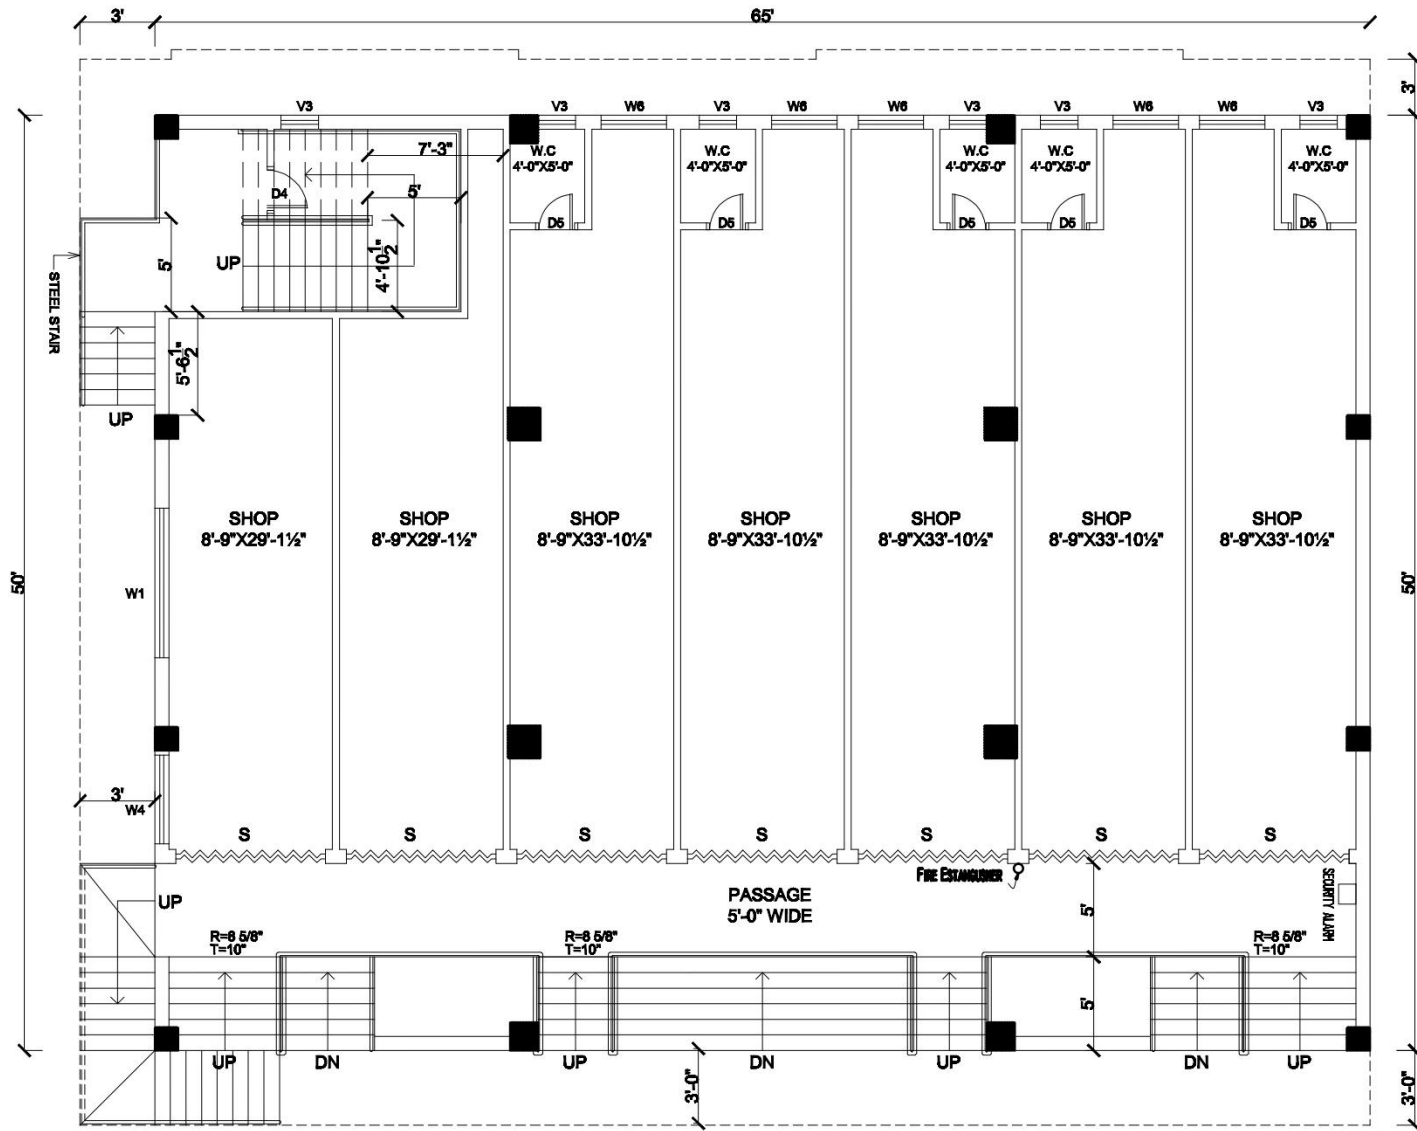 3'
65'
3'
V3
V3
W6
V3
W6
W6
V3
V3
W6
W6
V3
7'-3"
W.C
4'-0"X5'-0"
W.C
4'-0"X5'-0"
W.C
4'-0"X5'-0"
W.C
4'-0"X5'-0"
W.C
4'-0"X5'-0"
D4
5'
D5
D5
D5
D5
D5
UP
5'
4'-10 1/2"
STEEL STAIR
5'-6 1/2"
UP
SHOP
8'-9"X29'-1½"
SHOP
8'-9"X29'-1½"
SHOP
8'-9"X33'-10½"
SHOP
8'-9"X33'-10½"
SHOP
8'-9"X33'-10½"
SHOP
8'-9"X33'-10½"
SHOP
8'-9"X33'-10½"
50'
W1
50'
3'
W4
S
S
S
S
S
S
S
FIRE ESTANGUSHER
SECURITY ALARM
PASSAGE
5'-0" WIDE
UP
5'
R=8 5/8"
T=10"
R=8 5/8"
T=10"
R=8 5/8"
T=10"
5'
UP
DN
UP
DN
UP
DN
UP
3'-0"
3'-0"